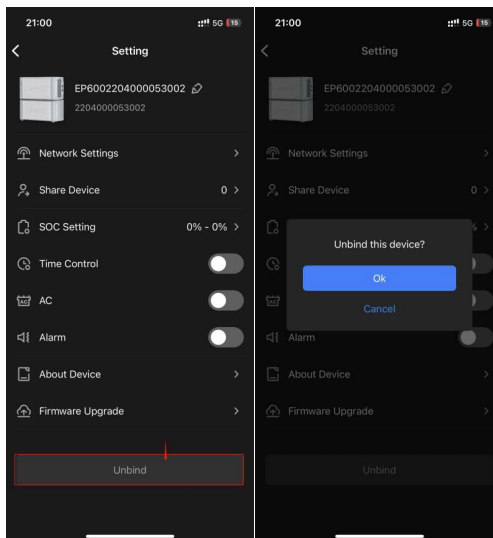 21:00
5G 15
Setting
EP6002204000053002
2204000053002
Network Settings
Share Device 0
SOC Setting 0% - 0%
Time Control
AC
Alarm
About Device
Firmware Upgrade
Unbind
21:00
5G 15
Setting
EP6002204000053002
2204000053002
Network Settings
Share Device 0
%
Unbind this device?
Ok
Cancel
Alarm
About Device
Firmware Upgrade
Unbind